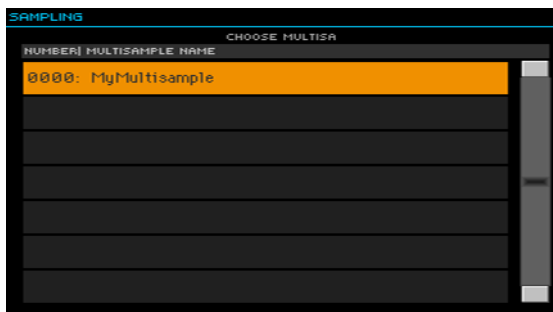 SAMPLING
CHOOSE MULTISA
NUMBER| MULTISAMPLE NAME
0000: MyMultisample